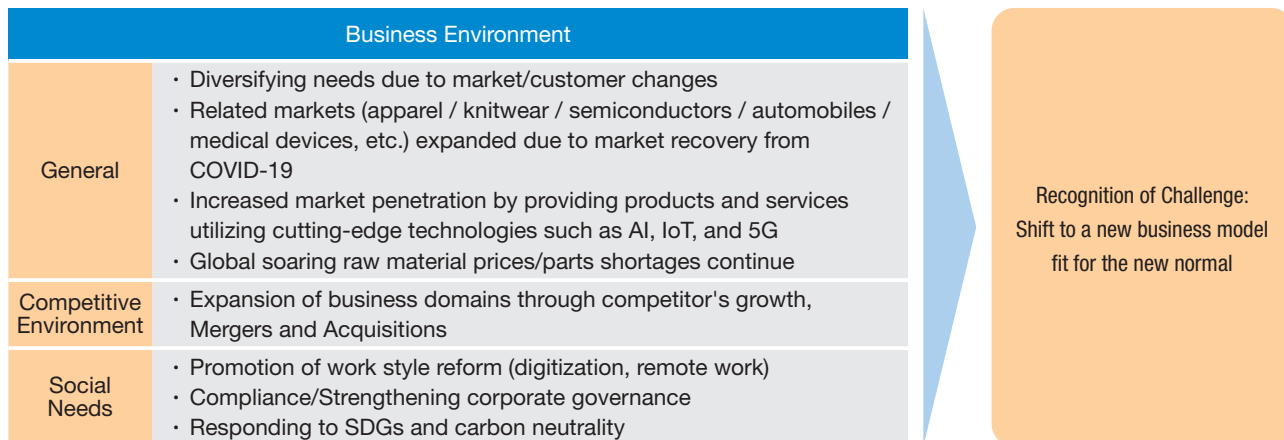 Business Environment
General
・Diversifying needs due to market/customer changes
・Related markets (apparel / knitwear / semiconductors / automobiles /
medical devices, etc.) expanded due to market recovery from
COVID-19
・Increased market penetration by providing products and services
utilizing cutting-edge technologies such as AI, IoT, and 5G
・Global soaring raw material prices/parts shortages continue
Competitive
Environment
・Expansion of business domains through competitor's growth,
Mergers and Acquisitions
Social
Needs
・Promotion of work style reform (digitization, remote work)
・Compliance/Strengthening corporate governance
・Responding to SDGs and carbon neutrality
Recognition of Challenge:
Shift to a new business model
fit for the new normal